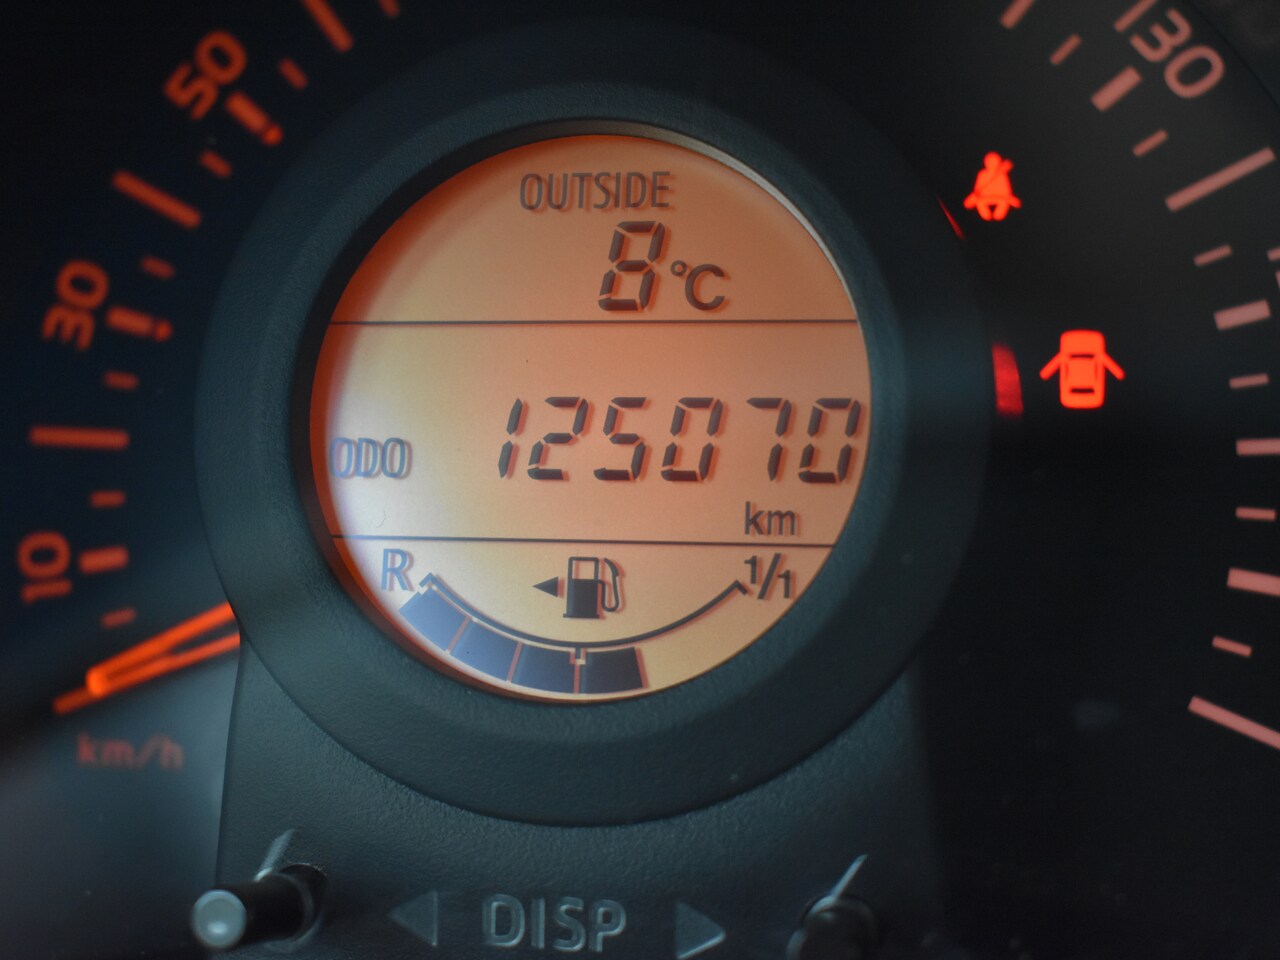 50
130
30
10
km/h
OUTSIDE
8°C
ODO 125070
km
R 1/1
DISP